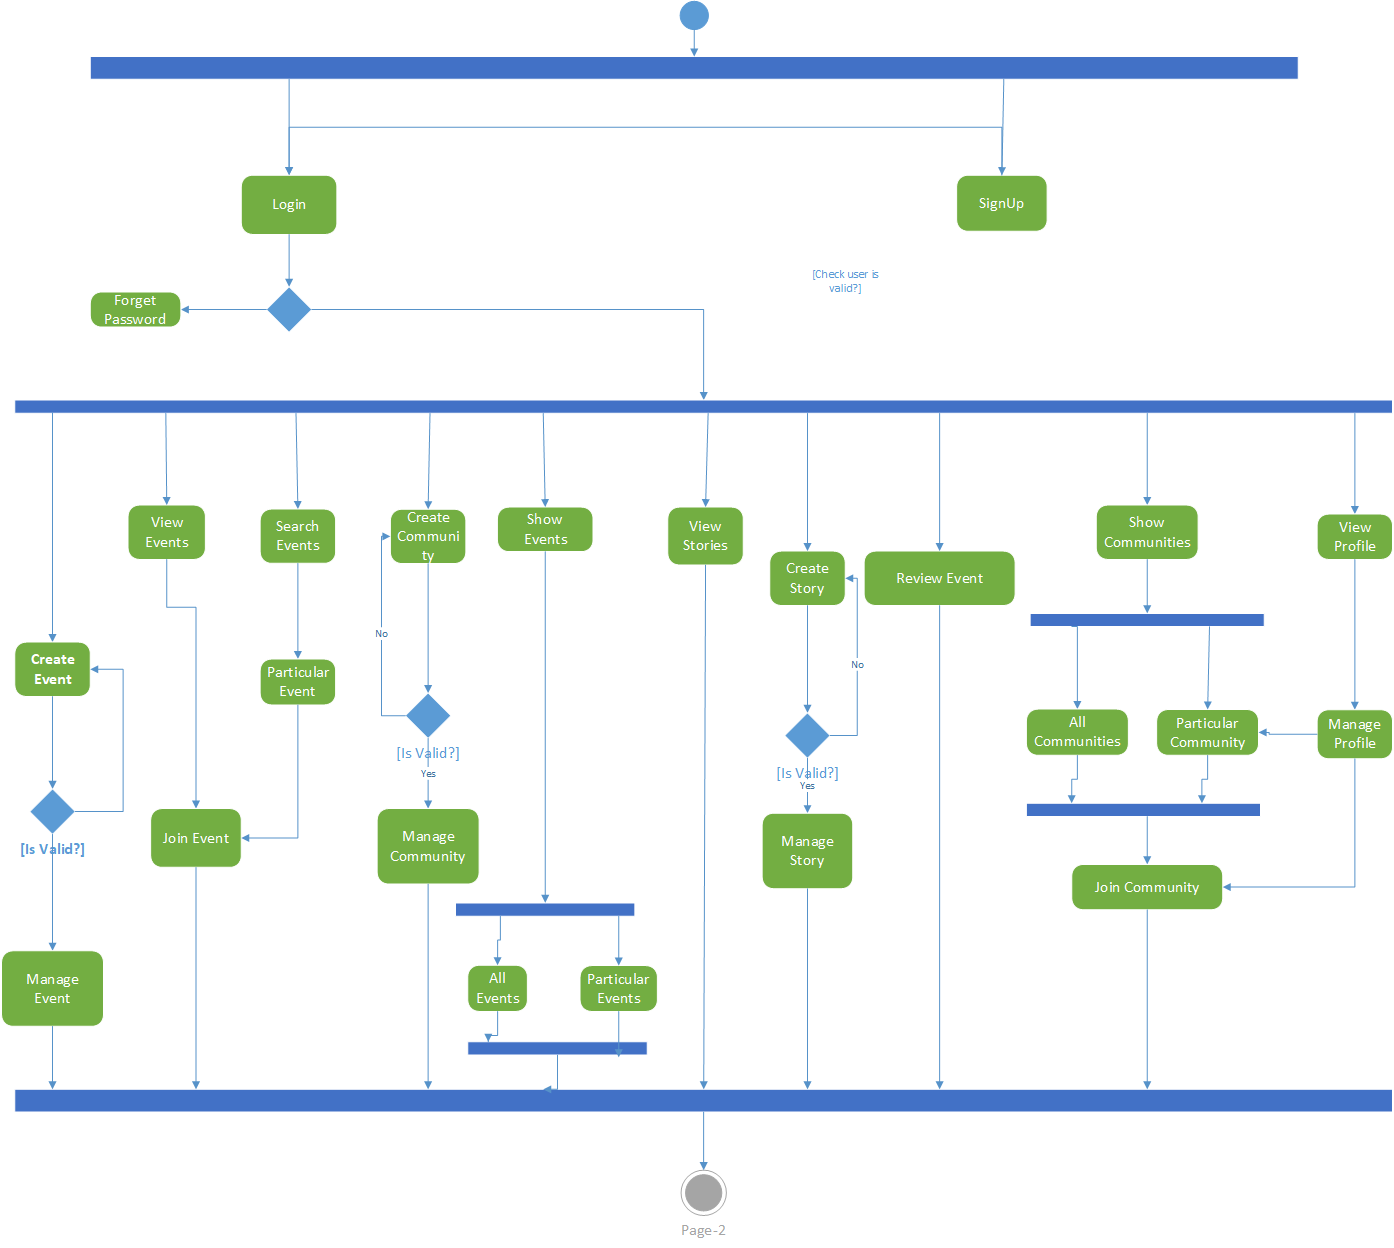 Login
SignUp
[Check user is
valid?]
Forget
Password
View
Events
Search
Events
Create
Communi
ty
Show
Events
View
Stories
Create
Story
Review Event
Show
Communities
View
Profile
No
Create
Event
Particular
Event
No
All
Communities
Particular
Community
Manage
Profile
[Is Valid?]
Yes
[Is Valid?]
Yes
Join Event
Manage
Community
Manage
Story
[Is Valid?]
Join Community
Manage
Event
All
Events
Particular
Events
Page-2